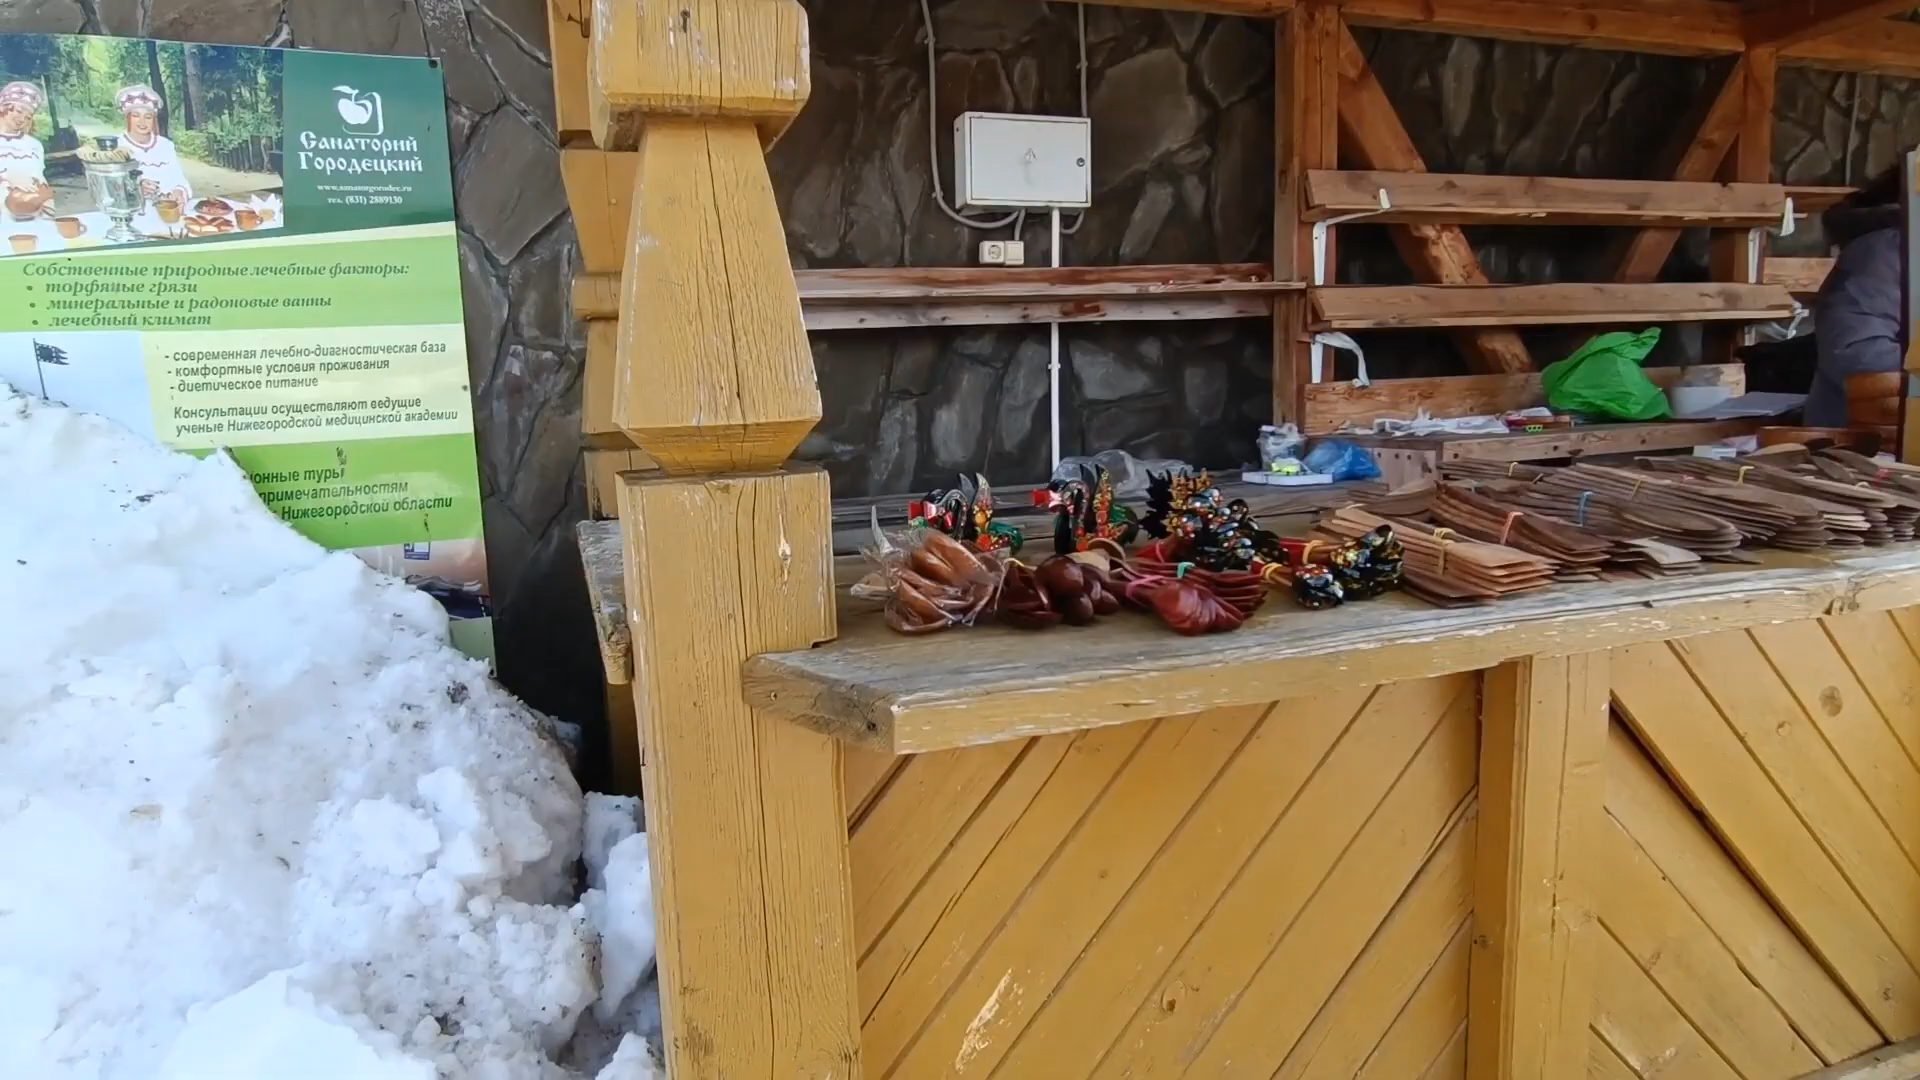 Санаторий
Городецкий
www.sanatorgorodec.ru
тел. (831) 2889130
Собственные природные лечебные факторы:
• торфяные грязи
• минеральные и радоновые ванны
• лечебный климат
- современная лечебно-диагностическая база
- комфортные условия проживания
- диетическое питание
Консультации осуществляют ведущие
ученые Нижегородской медицинской академии
туры
Нижегородской области